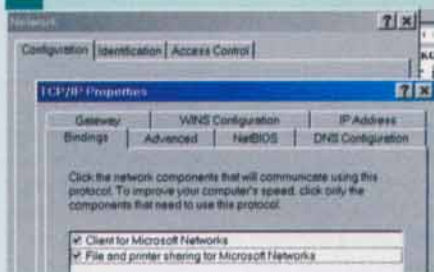 Network
Configuration Identification Access Control
TCP/IP Properties
Gateway WINS Configuration IP Address
Bindings Advanced NetBIOS DNS Configuration
Click the network components that will communicate using this
protocol. To improve your computer's speed, click only the
components that need to use this protocol.
Client for Microsoft Networks
File and printer sharing for Microsoft Networks